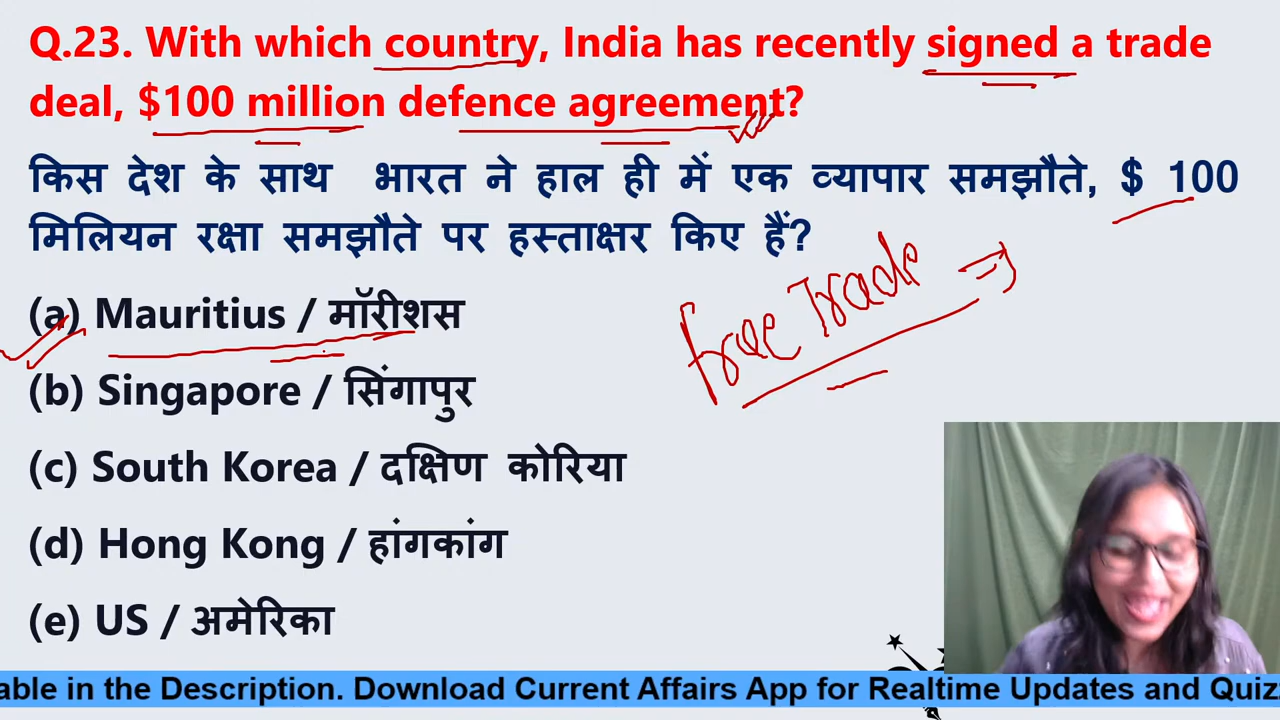 Q.23. With which country, India has recently signed a trade
deal, $100 million defence agreement?
किस देश के साथ भारत ने हाल ही में एक व्यापार समझौते, $ 100
मिलियन रक्षा समझौते पर हस्ताक्षर किए हैं?
free Trade
(a) Mauritius / मॉरीशस
(b) Singapore / सिंगापुर
(c) South Korea / दक्षिण कोरिया
(d) Hong Kong / हांगकांग
(e) US / अमेरिका
able in the Description. Download Current Affairs App for Realtime Updates and Quiz